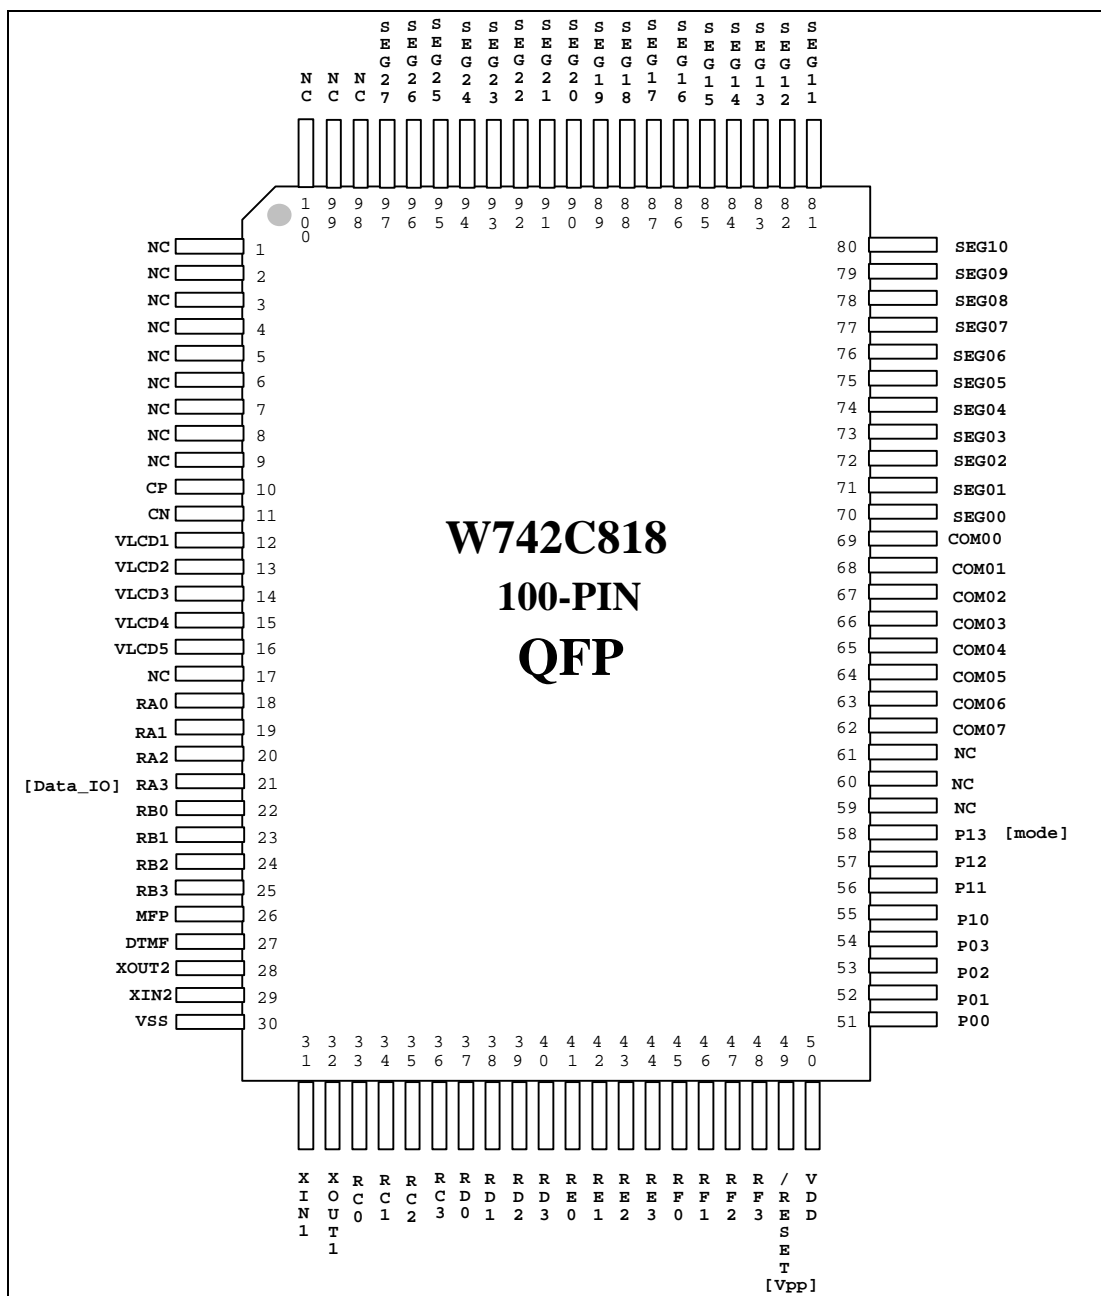 NC NC NC SEG27 SEG26 SEG25 SEG24 SEG23 SEG22 SEG21 SEG20 SEG19 SEG18 SEG17 SEG16 SEG15 SEG14 SEG13 SEG12 SEG11
100 99 98 97 96 95 94 93 92 91 90 89 88 87 86 85 84 83 82 81
NC 1
NC 2
NC 3
NC 4
NC 5
NC 6
NC 7
NC 8
NC 9
CP 10
CN 11
VLCD1 12
VLCD2 13
VLCD3 14
VLCD4 15
VLCD5 16
NC 17
RA0 18
RA1 19
RA2 20
[Data_IO] RA3 21
RB0 22
RB1 23
RB2 24
RB3 25
MFP 26
DTMF 27
XOUT2 28
XIN2 29
VSS 30
W742C818
100-PIN
QFP
80 SEG10
79 SEG09
78 SEG08
77 SEG07
76 SEG06
75 SEG05
74 SEG04
73 SEG03
72 SEG02
71 SEG01
70 SEG00
69 COM00
68 COM01
67 COM02
66 COM03
65 COM04
64 COM05
63 COM06
62 COM07
61 NC
60 NC
59 NC
58 P13 [mode]
57 P12
56 P11
55 P10
54 P03
53 P02
52 P01
51 P00
31 32 33 34 35 36 37 38 39 40 41 42 43 44 45 46 47 48 49 50
XIN1 XOUT1 RC0 RC1 RC2 RC3 RD0 RD1 RD2 RD3 RE0 RE1 RE2 RE3 RF0 RF1 RF2 RF3 /RESET VDD
[Vpp]